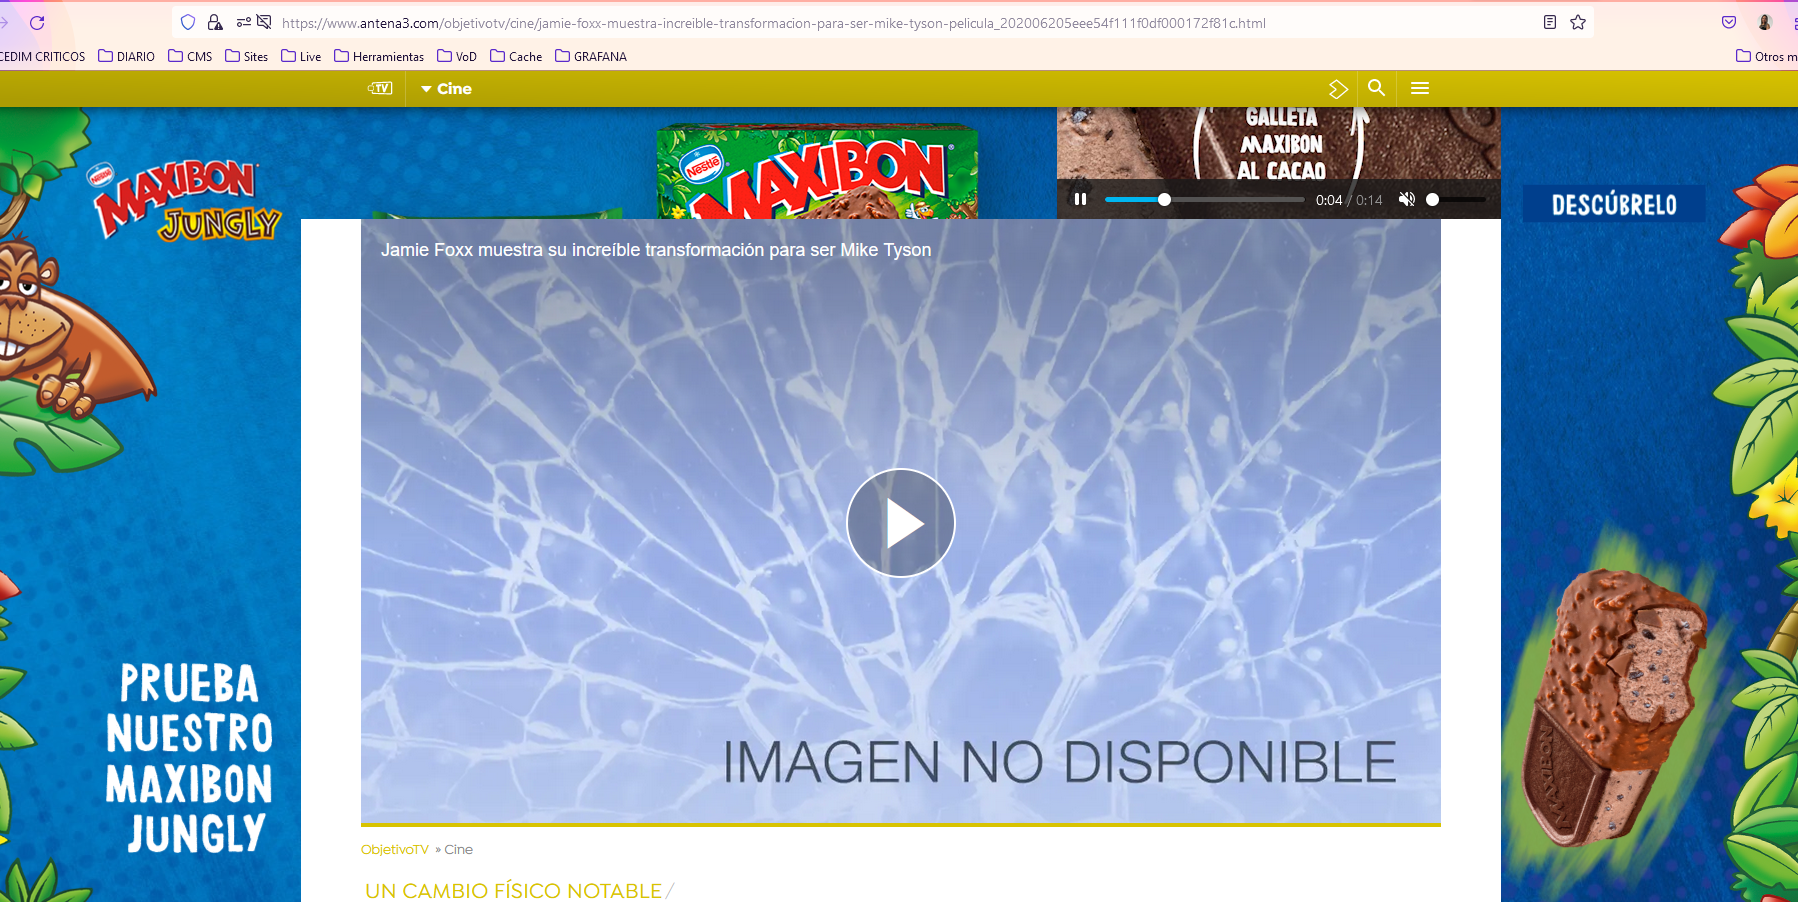 https://www.antena3.com/objetivotv/cine/jamie-foxx-muestra-increible-transformacion-para-ser-mike-tyson-pelicula_202006205eee54f111f0df000172f81c.html
CEDIM CRITICOS DIARIO CMS Sites Live Herramientas VoD Cache GRAFANA Otros m
TV Cine
Nestlé
MAXIBON
JUNGLY
Nestlé
MAXIBON
GALLETA
MAXIBON
AL CACAO
0:04 / 0:14
DESCÚBRELO
Jamie Foxx muestra su increíble transformación para ser Mike Tyson
IMAGEN NO DISPONIBLE
PRUEBA
NUESTRO
MAXIBON
JUNGLY
MAXIBON
ObjetivoTV » Cine
UN CAMBIO FÍSICO NOTABLE /